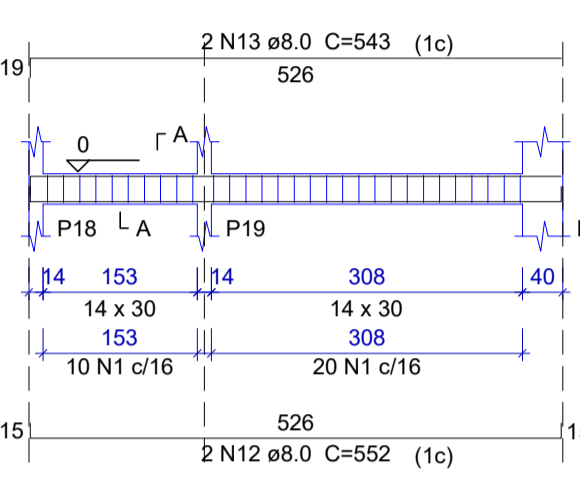 2 N13 ø8.0 C=543 (1c)
19
526
0
A
P18
A
P19
14 153 14 308 40
14 x 30 14 x 30
153 308
10 N1 c/16 20 N1 c/16
15
526
2 N12 ø8.0 C=552 (1c)